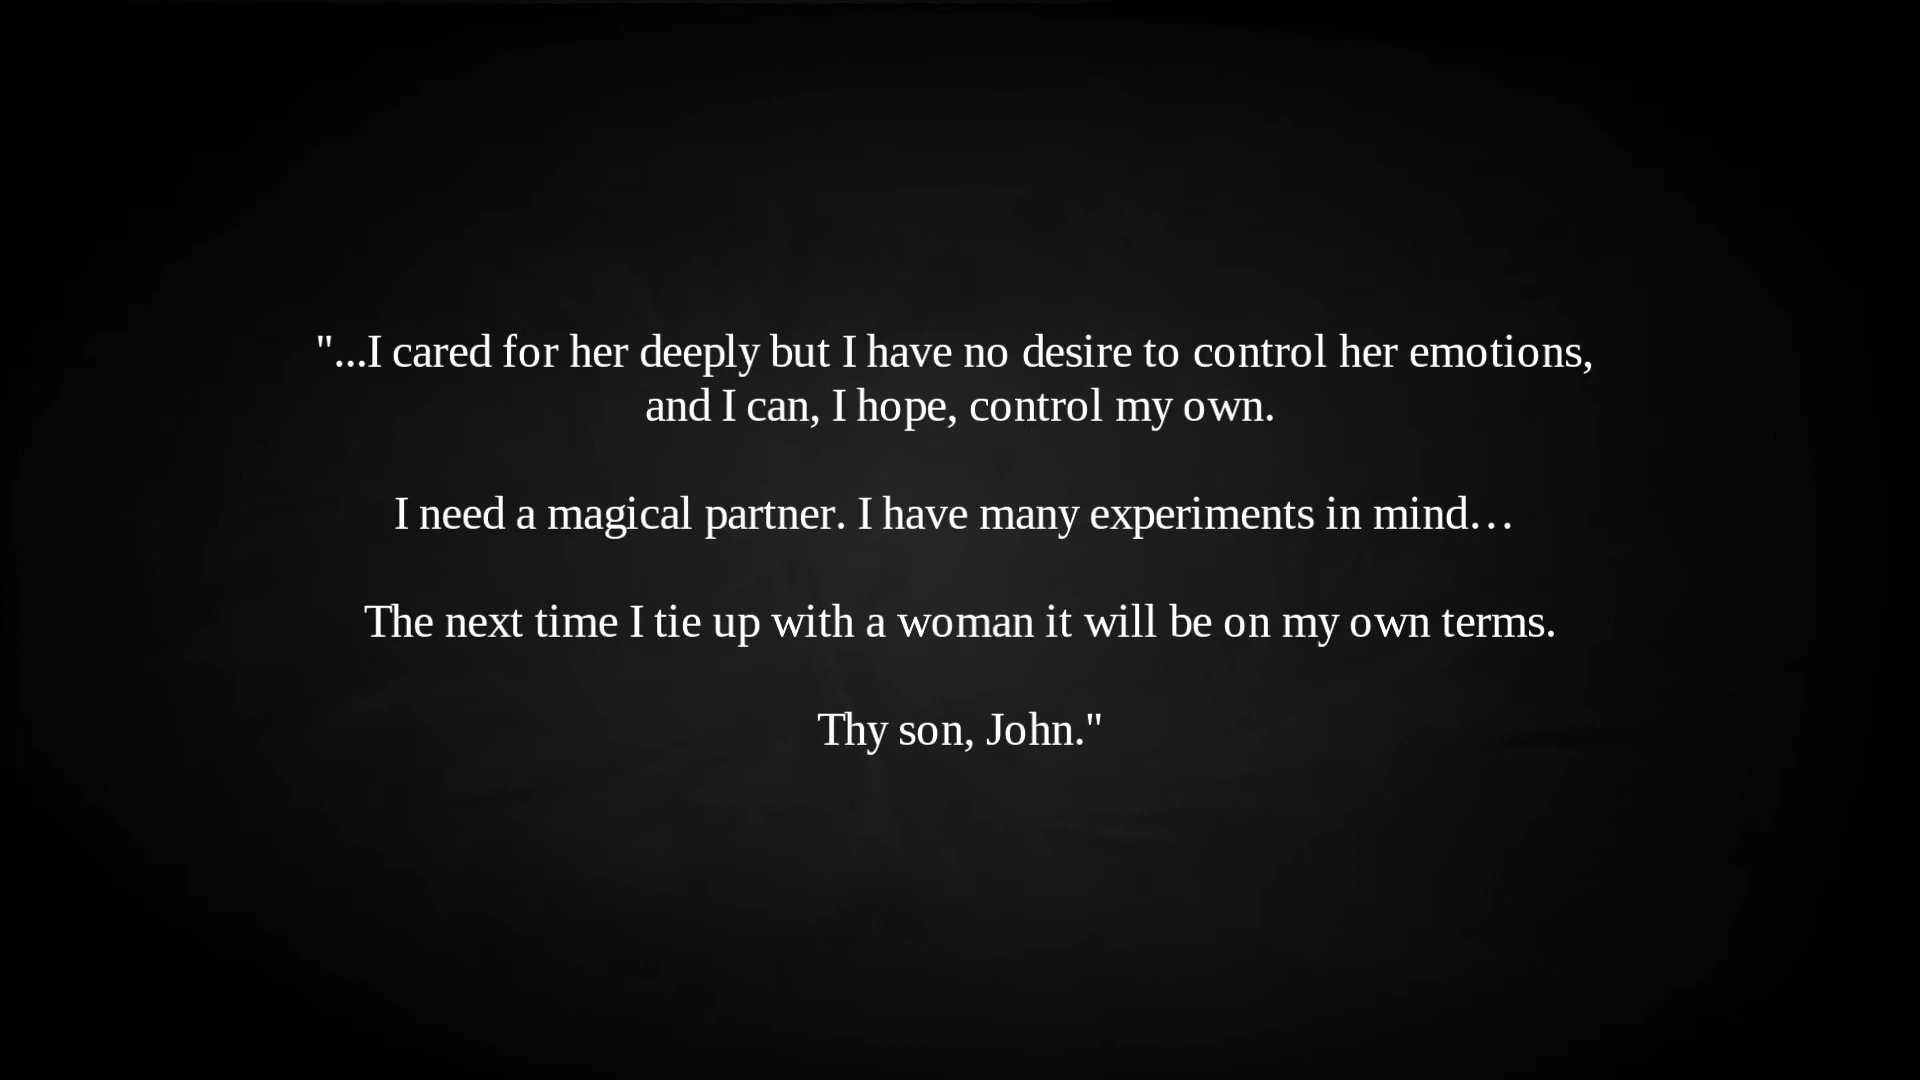 "...I cared for her deeply but I have no desire to control her emotions,
and I can, I hope, control my own.
I need a magical partner. I have many experiments in mind…
The next time I tie up with a woman it will be on my own terms.
Thy son, John."